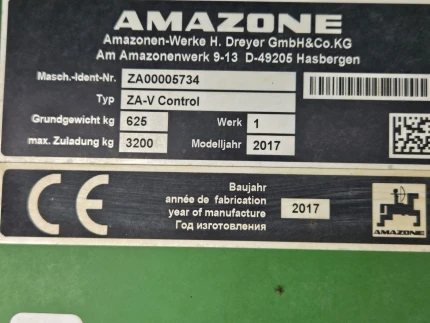 AMAZONE
Amazonen-Werke H. Dreyer GmbH&Co.KG
Am Amazonenwerk 9-13 D-49205 Hasbergen
Masch.-Ident-Nr. ZA00005734
Typ ZA-V Control
Grundgewicht kg 625 Werk 1
max. Zuladung kg 3200 Modelljahr 2017
CE
Baujahr
année de fabrication
year of manufacture
Год изготовления
2017
AMAZONE